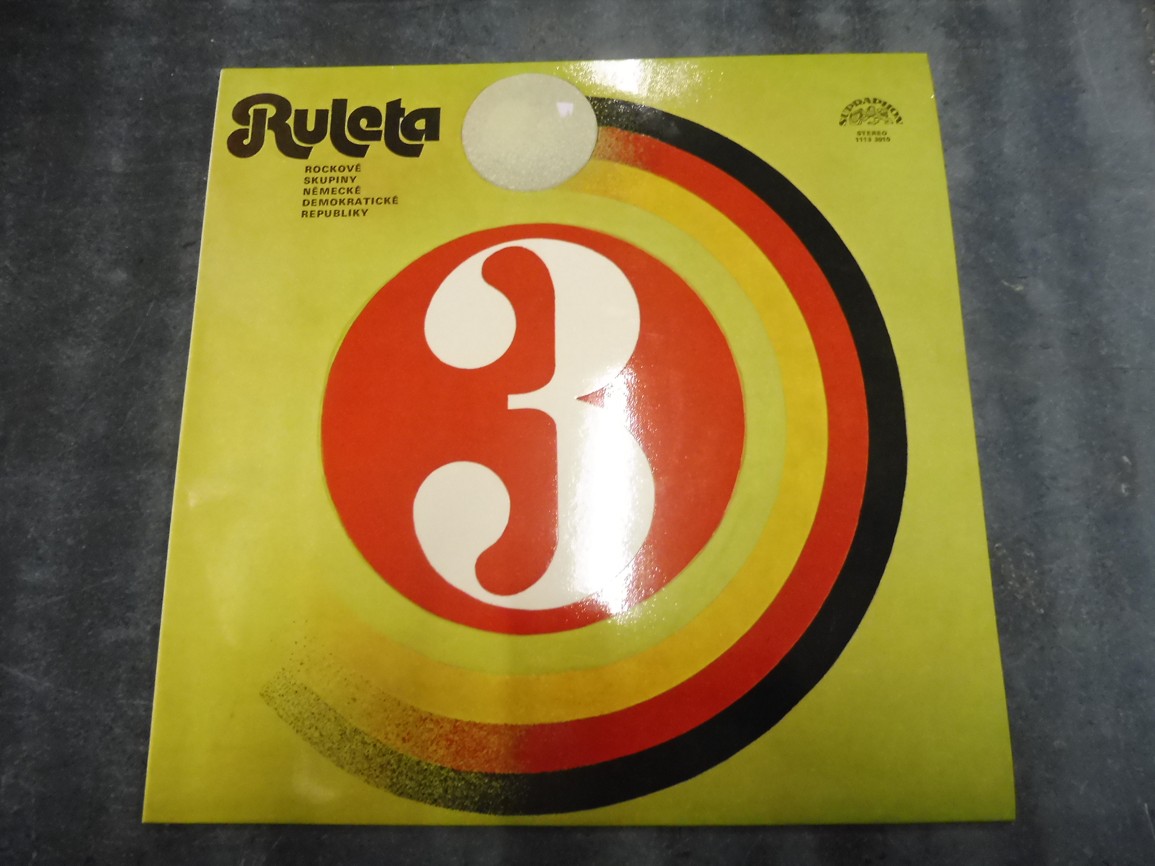 Ruleta
ROCKOVÉ
SKUPINY
NĚMECKÉ
DEMOKRATICKÉ
REPUBLIKY
SUPRAPHON
STEREO
3